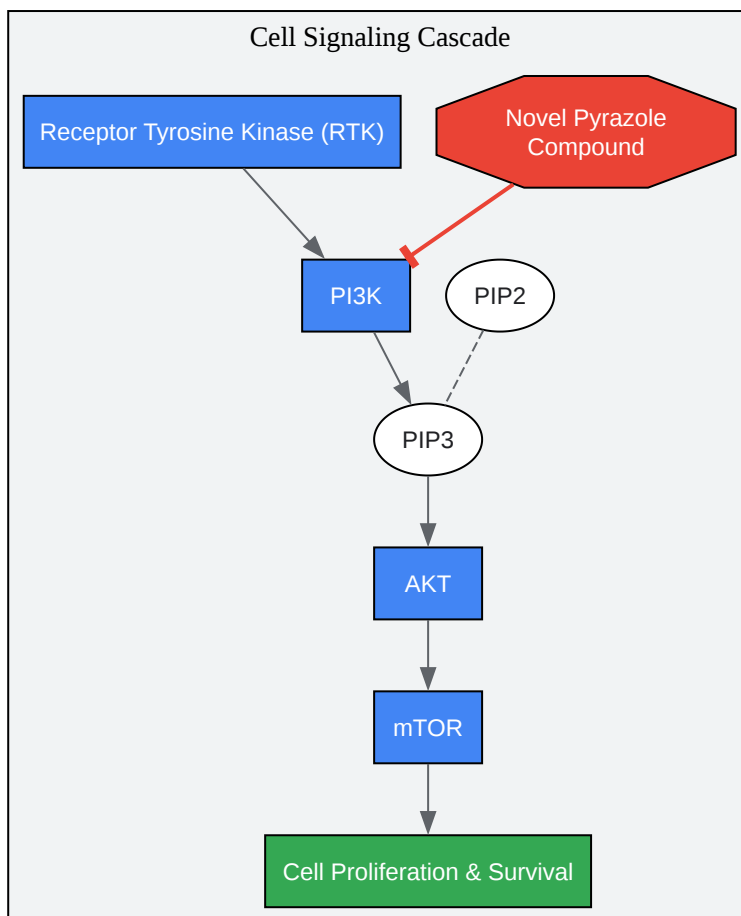 Cell Signaling Cascade
Receptor Tyrosine Kinase (RTK)
Novel Pyrazole
Compound
PI3K
PIP2
PIP3
AKT
mTOR
Cell Proliferation & Survival